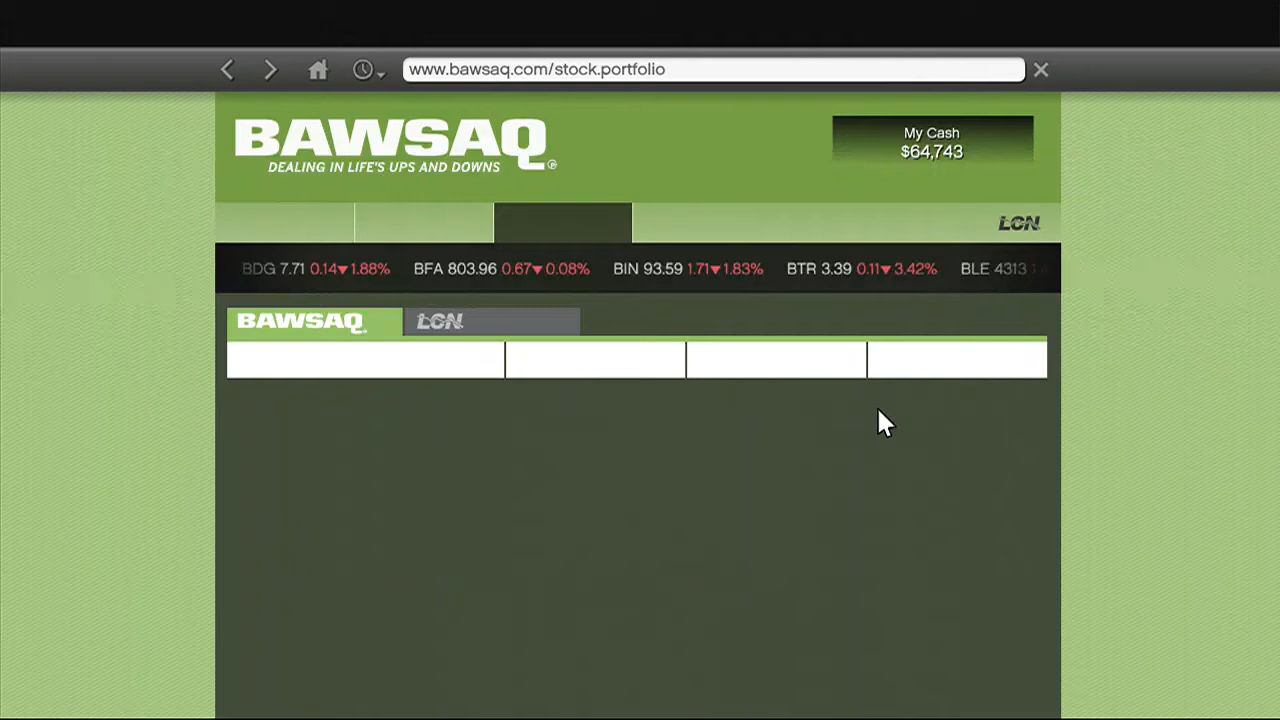 www.bawsaq.com/stock.portfolio
BAWSAQ
DEALING IN LIFE'S UPS AND DOWNS
My Cash
$64,743
LCN
BDG 7.71 0.14▼1.88% BFA 803.96 0.67▼0.08% BIN 93.59 1.71▼1.83% BTR 3.39 0.11▼3.42% BLE 4313
BAWSAQ LCN